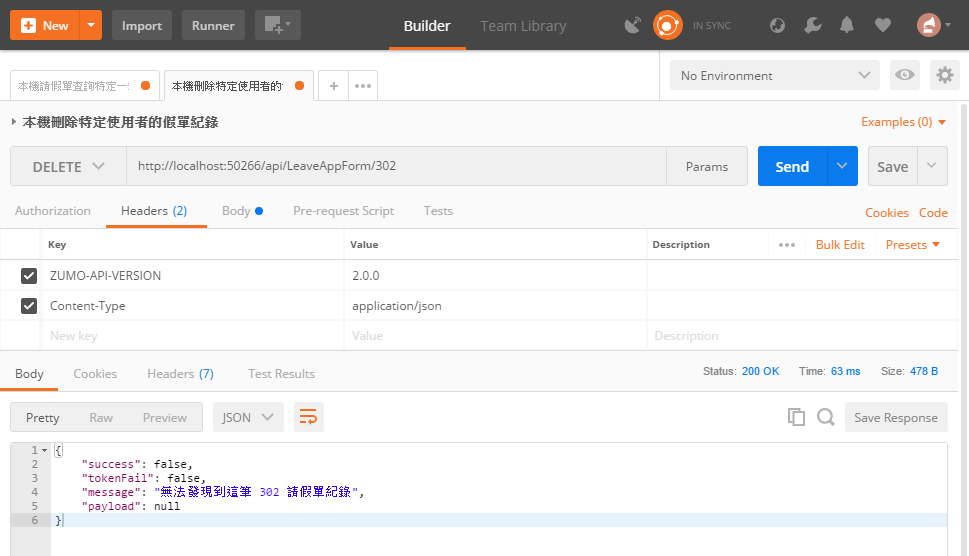 New Import Runner Builder Team Library IN SYNC
本機請假單查詢特定一 本機刪除特定使用者的 + ••• No Environment
本機刪除特定使用者的假單紀錄 Examples (0)
DELETE http://localhost:50266/api/LeaveAppForm/302 Params Send Save
Authorization Headers (2) Body Pre-request Script Tests Cookies Code
Key Value Description ••• Bulk Edit Presets
ZUMO-API-VERSION 2.0.0
Content-Type application/json
New key Value Description
Body Cookies Headers (7) Test Results Status: 200 OK Time: 63 ms Size: 478 B
Pretty Raw Preview JSON Save Response
1 {
2 "success": false,
3 "tokenFail": false,
4 "message": "無法發現到這筆 302 請假單紀錄",
5 "payload": null
6 }